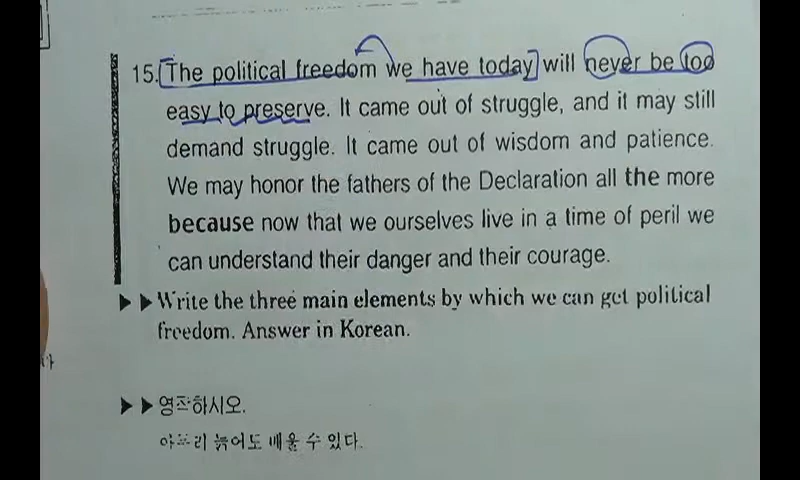 15. The political freedom we have today will never be too
easy to preserve. It came out of struggle, and it may still
demand struggle. It came out of wisdom and patience.
We may honor the fathers of the Declaration all the more
because now that we ourselves live in a time of peril we
can understand their danger and their courage.
▶▶Write the three main elements by which we can get political
freedom. Answer in Korean.
▶▶영작하시오.
아무리 늙어도 배울 수 있다.